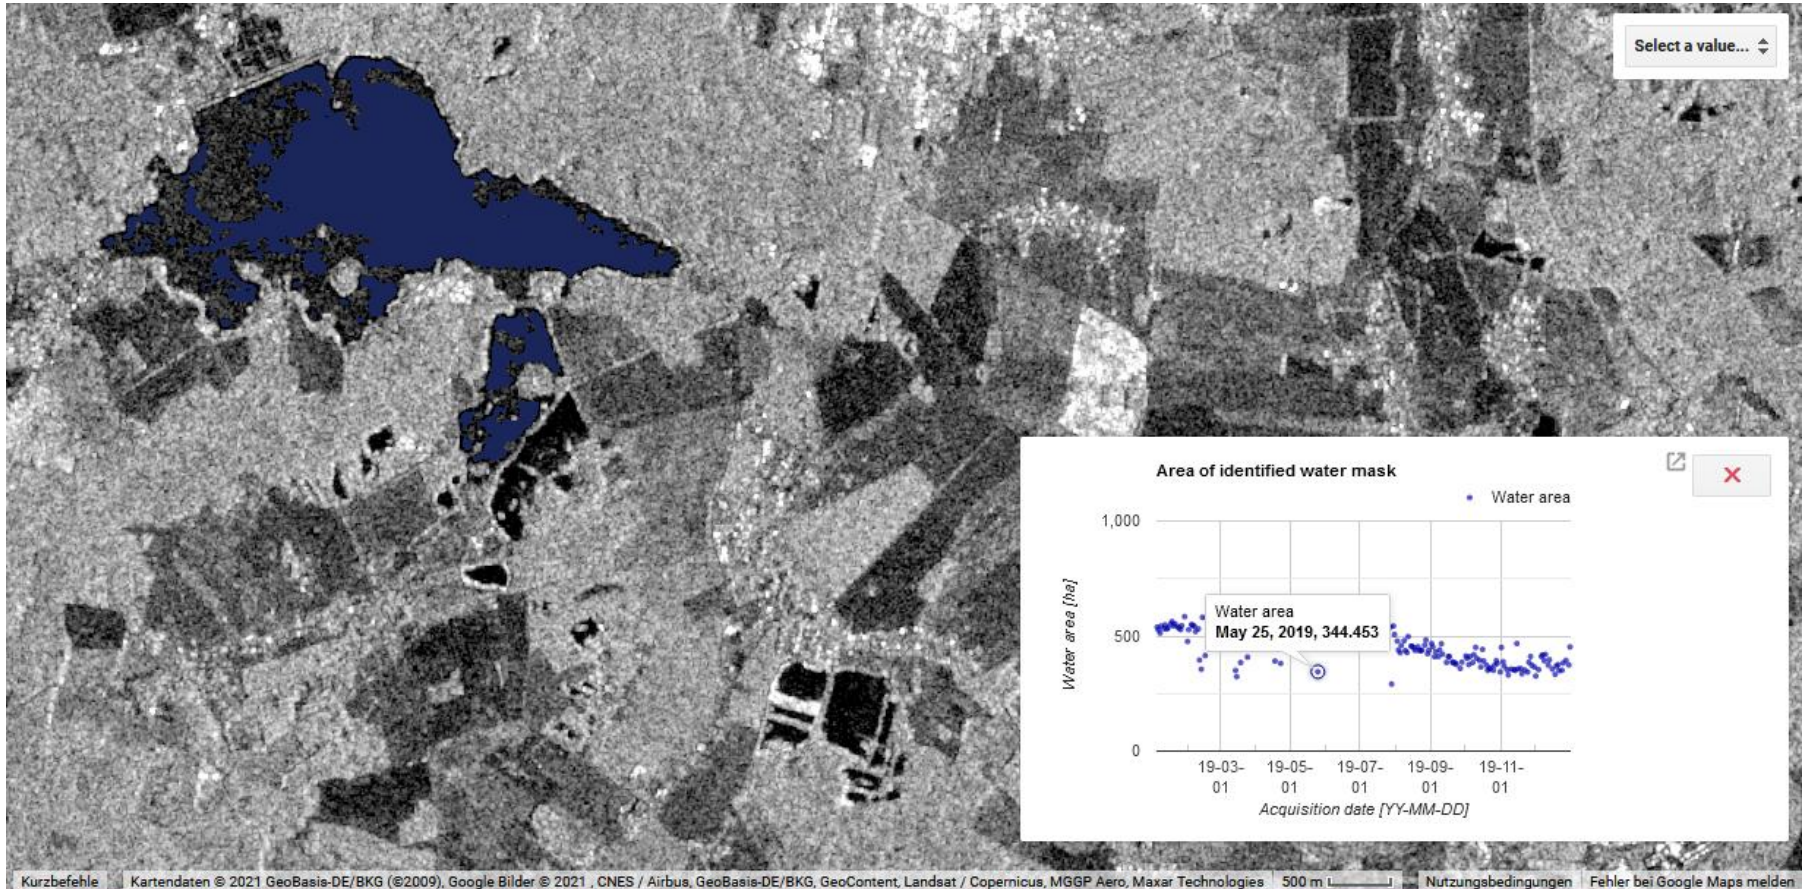 Select a value...
Area of identified water mask
Water area
1,000
Water area [ha]
Water area
May 25, 2019, 344.453
500
0
19-03-
01
19-05-
01
19-07-
01
19-09-
01
19-11-
01
Acquisition date [YY-MM-DD]
Kurzbefehle
Kartendaten © 2021 GeoBasis-DE/BKG (©2009), Google Bilder © 2021 , CNES / Airbus, GeoBasis-DE/BKG, GeoContent, Landsat / Copernicus, MGGP Aero, Maxar Technologies
500 m
Nutzungsbedingungen
Fehler bei Google Maps melden